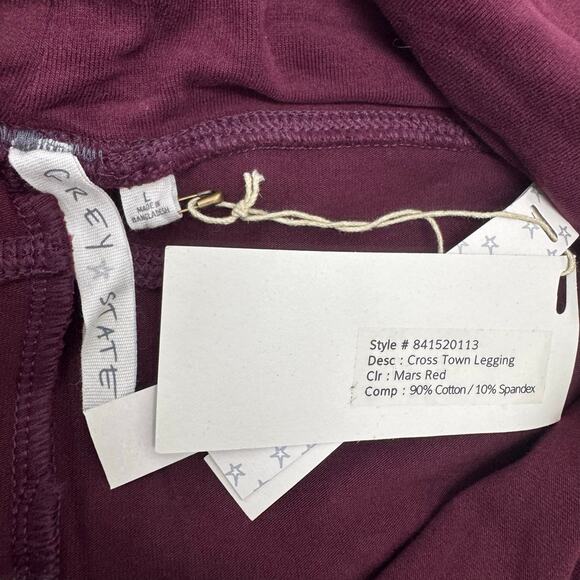 GREY STATE
L
MADE IN
BANGLADESH
Style # 841520113
Desc : Cross Town Legging
Clr : Mars Red
Comp : 90% Cotton / 10% Spandex